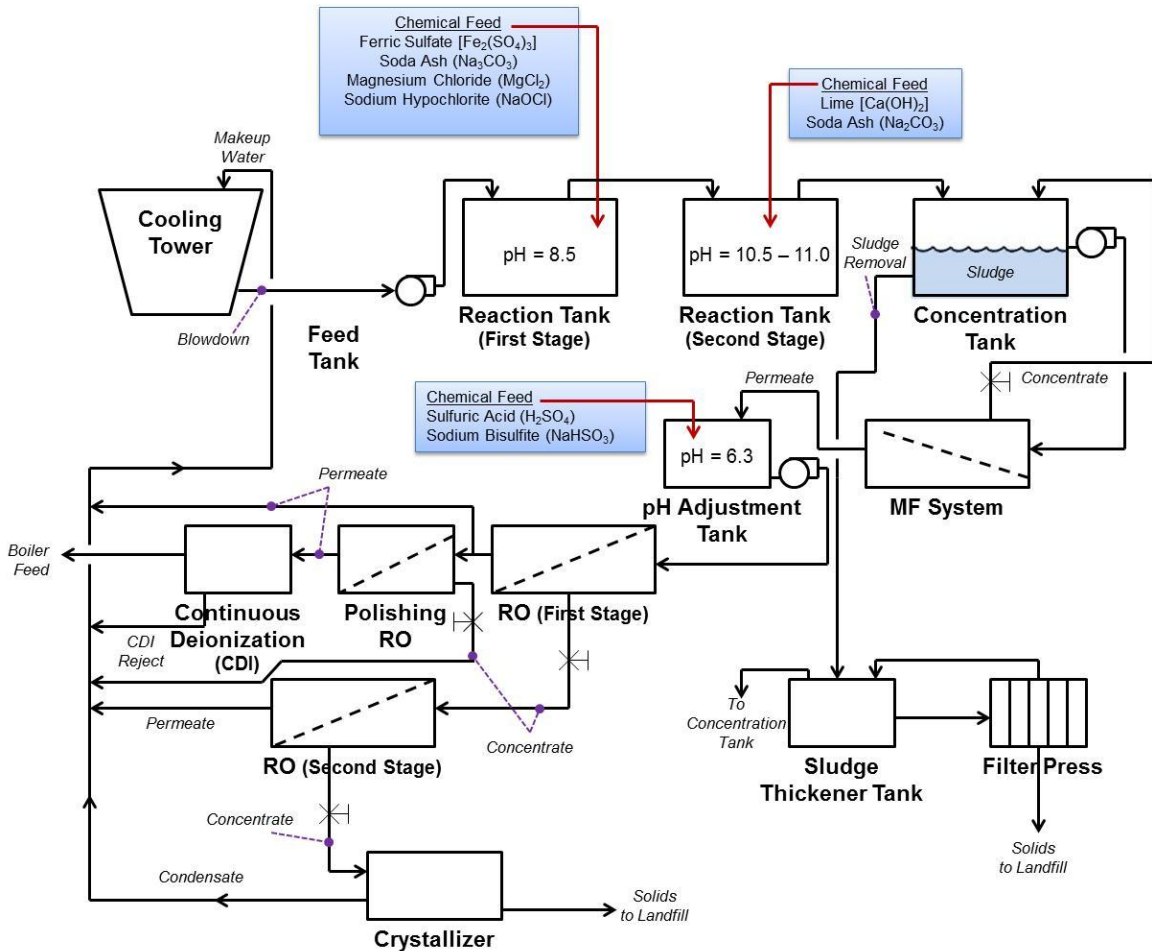 Chemical Feed
Ferric Sulfate [Fe2(SO4)3]
Soda Ash (Na3CO3)
Magnesium Chloride (MgCl2)
Sodium Hypochlorite (NaOCl)
Chemical Feed
Lime [Ca(OH)2]
Soda Ash (Na2CO3)
Makeup
Water
Cooling
Tower
Blowdown
Feed
Tank
pH = 8.5
Reaction Tank
(First Stage)
pH = 10.5 – 11.0
Reaction Tank
(Second Stage)
Sludge
Removal
Sludge
Concentration
Tank
Chemical Feed
Sulfuric Acid (H2SO4)
Sodium Bisulfite (NaHSO3)
Permeate
Concentrate
pH = 6.3
pH Adjustment
Tank
MF System
Permeate
Boiler
Feed
Continuous
Deionization
(CDI)
Polishing
RO
RO (First Stage)
CDI
Reject
Permeate
RO (Second Stage)
Concentrate
To
Concentration
Tank
Sludge
Thickener Tank
Filter Press
Concentrate
Condensate
Crystallizer
Solids
to Landfill
Solids
to Landfill